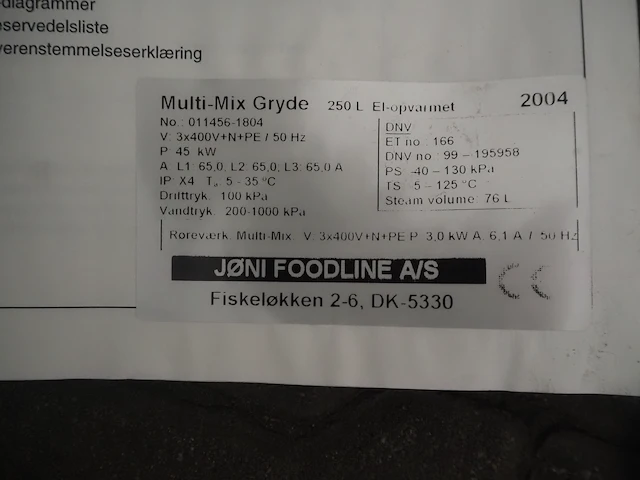 servedelsliste
verenstemmelseserklæring
Multi-Mix Gryde 250 L El-opvarmet 2004
No.: 011456-1804
V: 3x400V+N+PE / 50 Hz
P: 45 kW
A L1: 65,0, L2: 65,0, L3: 65,0 A
IP: X4 Tₐ: 5 - 35 °C
Drifttryk: 100 kPa
Vandtryk: 200-1000 kPa
DNV
ET no : 166
DNV no : 99 - 195958
PS -40 - 130 kPa
TS 5 - 125 °C
Steam volume: 76 L
Røreværk: Multi-Mix V: 3x400V+N+PE P: 3,0 kW A: 6,1 A / 50 Hz
JØNI FOODLINE A/S
CE
Fiskeløkken 2-6, DK-5330